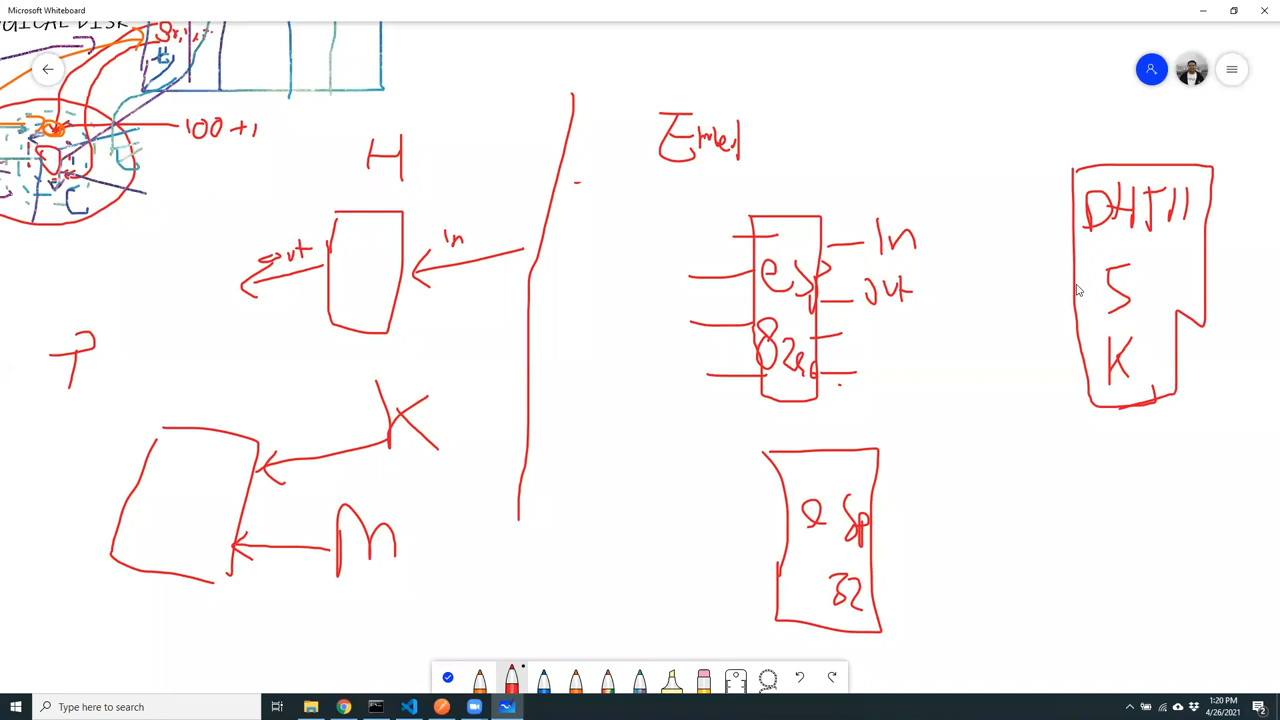 Microsoft Whiteboard
100 + 1
H
in
out
P
K
M
Embed
esp
8266
In
out
DHT11
S
K
esp
32
Type here to search
1:20 PM
4/26/2021
2